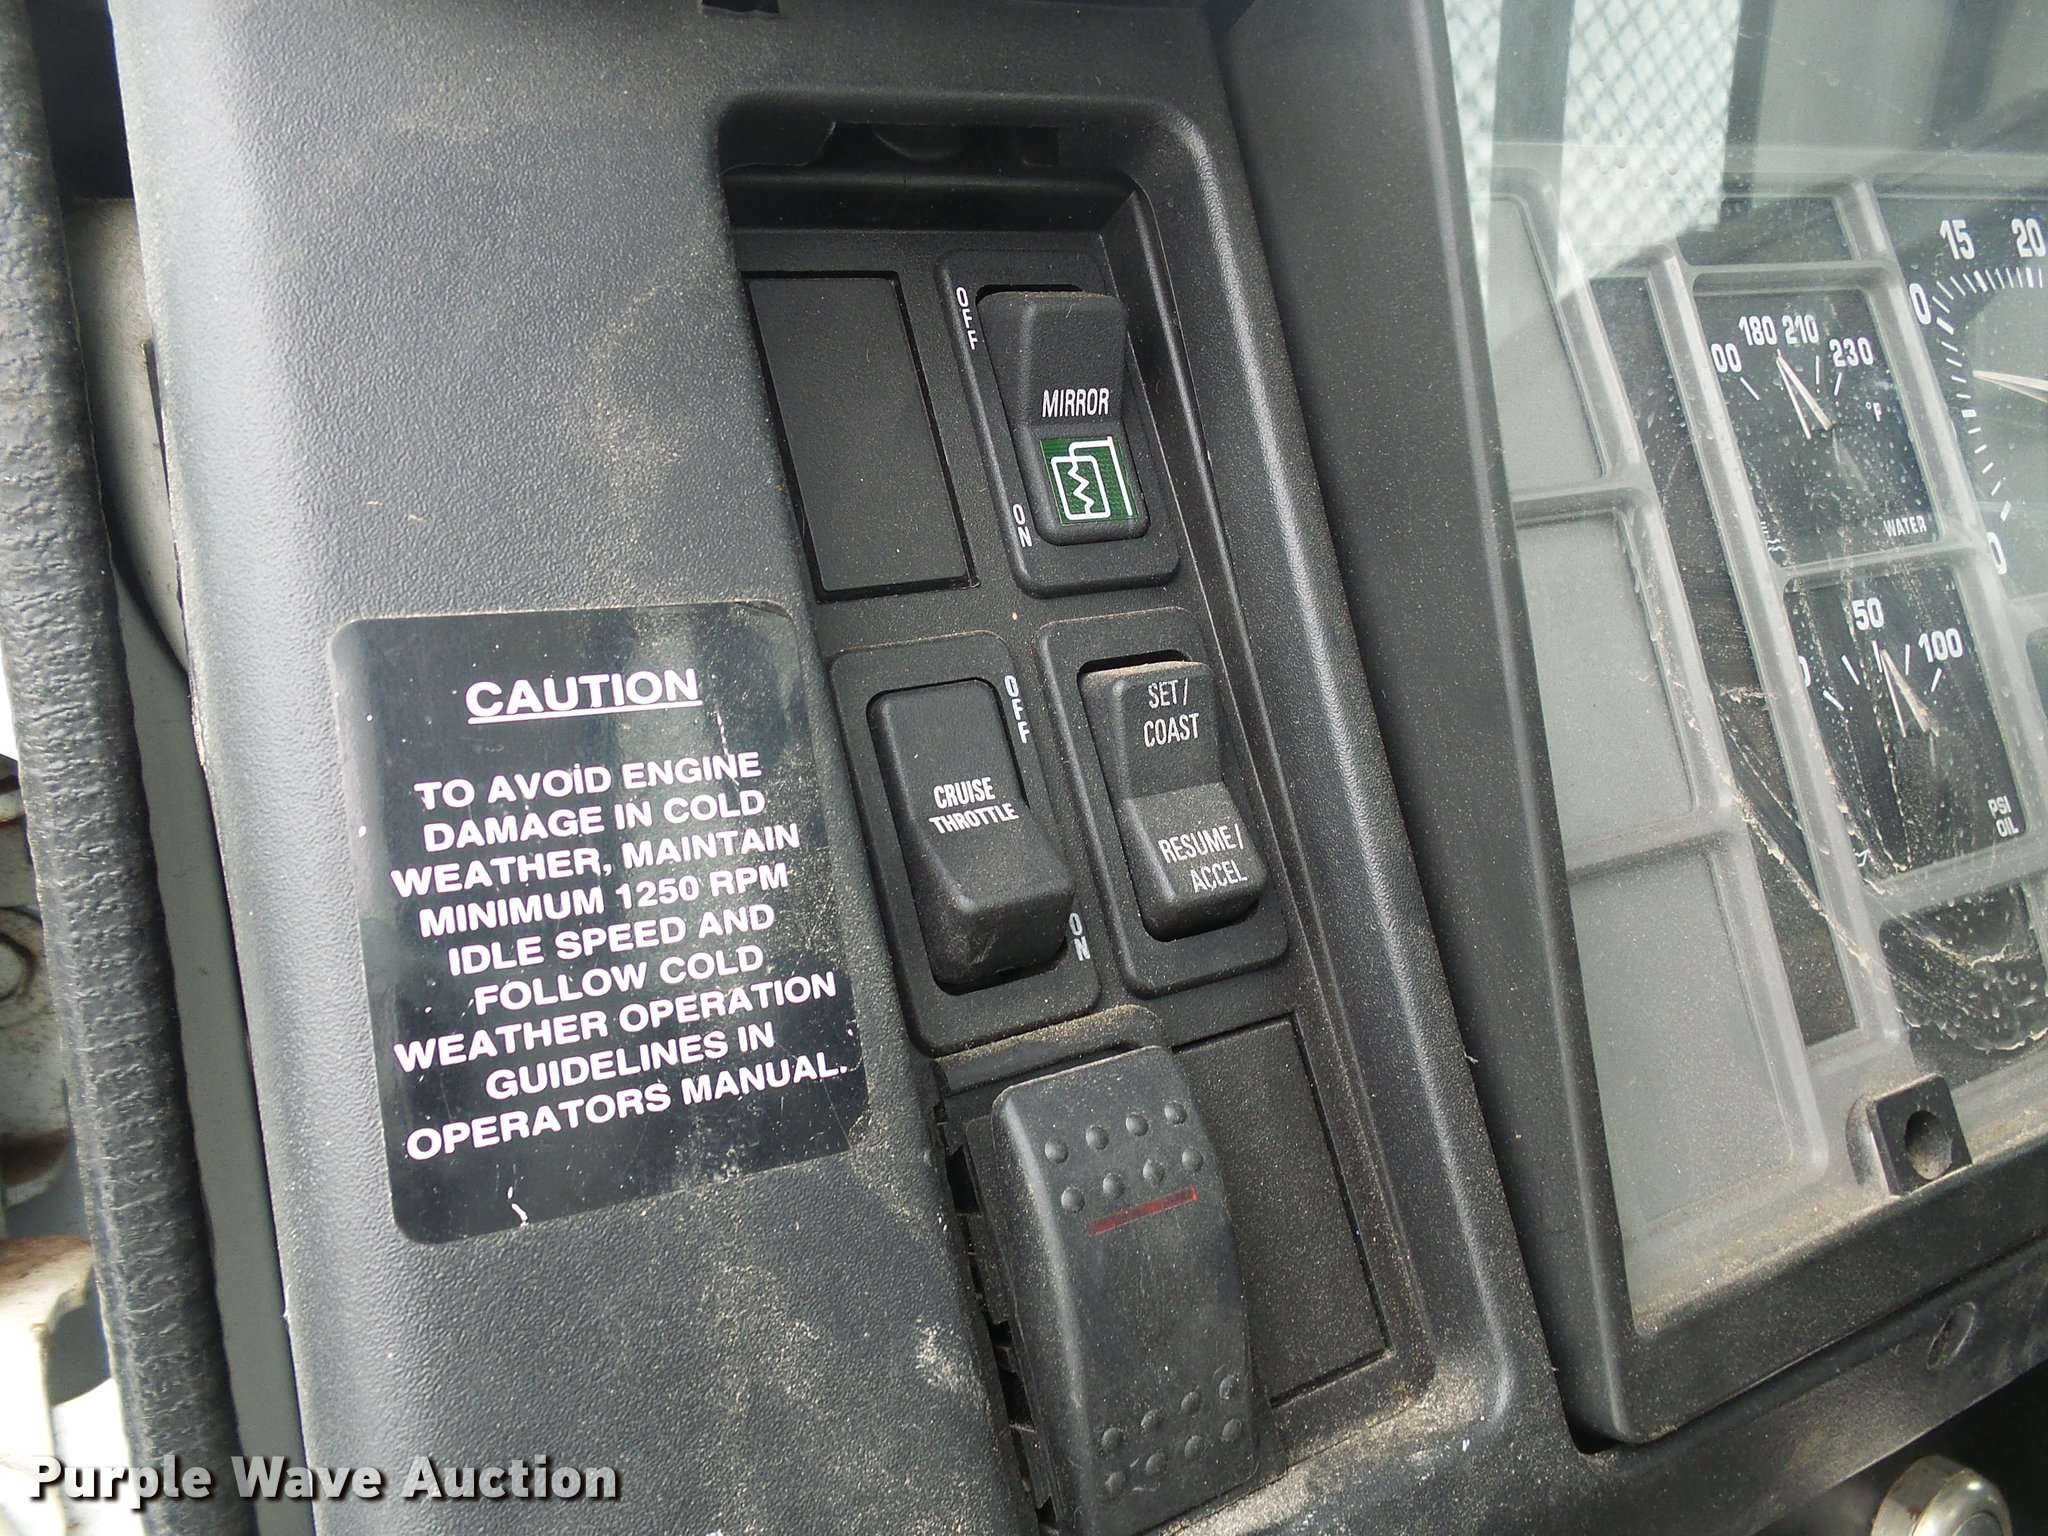 CAUTION
TO AVOID ENGINE
DAMAGE IN COLD
WEATHER, MAINTAIN
MINIMUM 1250 RPM
IDLE SPEED AND
FOLLOW COLD
WEATHER OPERATION
GUIDELINES IN
OPERATORS MANUAL.
OFF
MIRROR
ON
OFF
CRUISE
THROTTLE
ON
SET/
COAST
RESUME/
ACCEL
180 210
230
°F
WATER
15 20
50
100
PSI
OIL
Purple Wave Auction